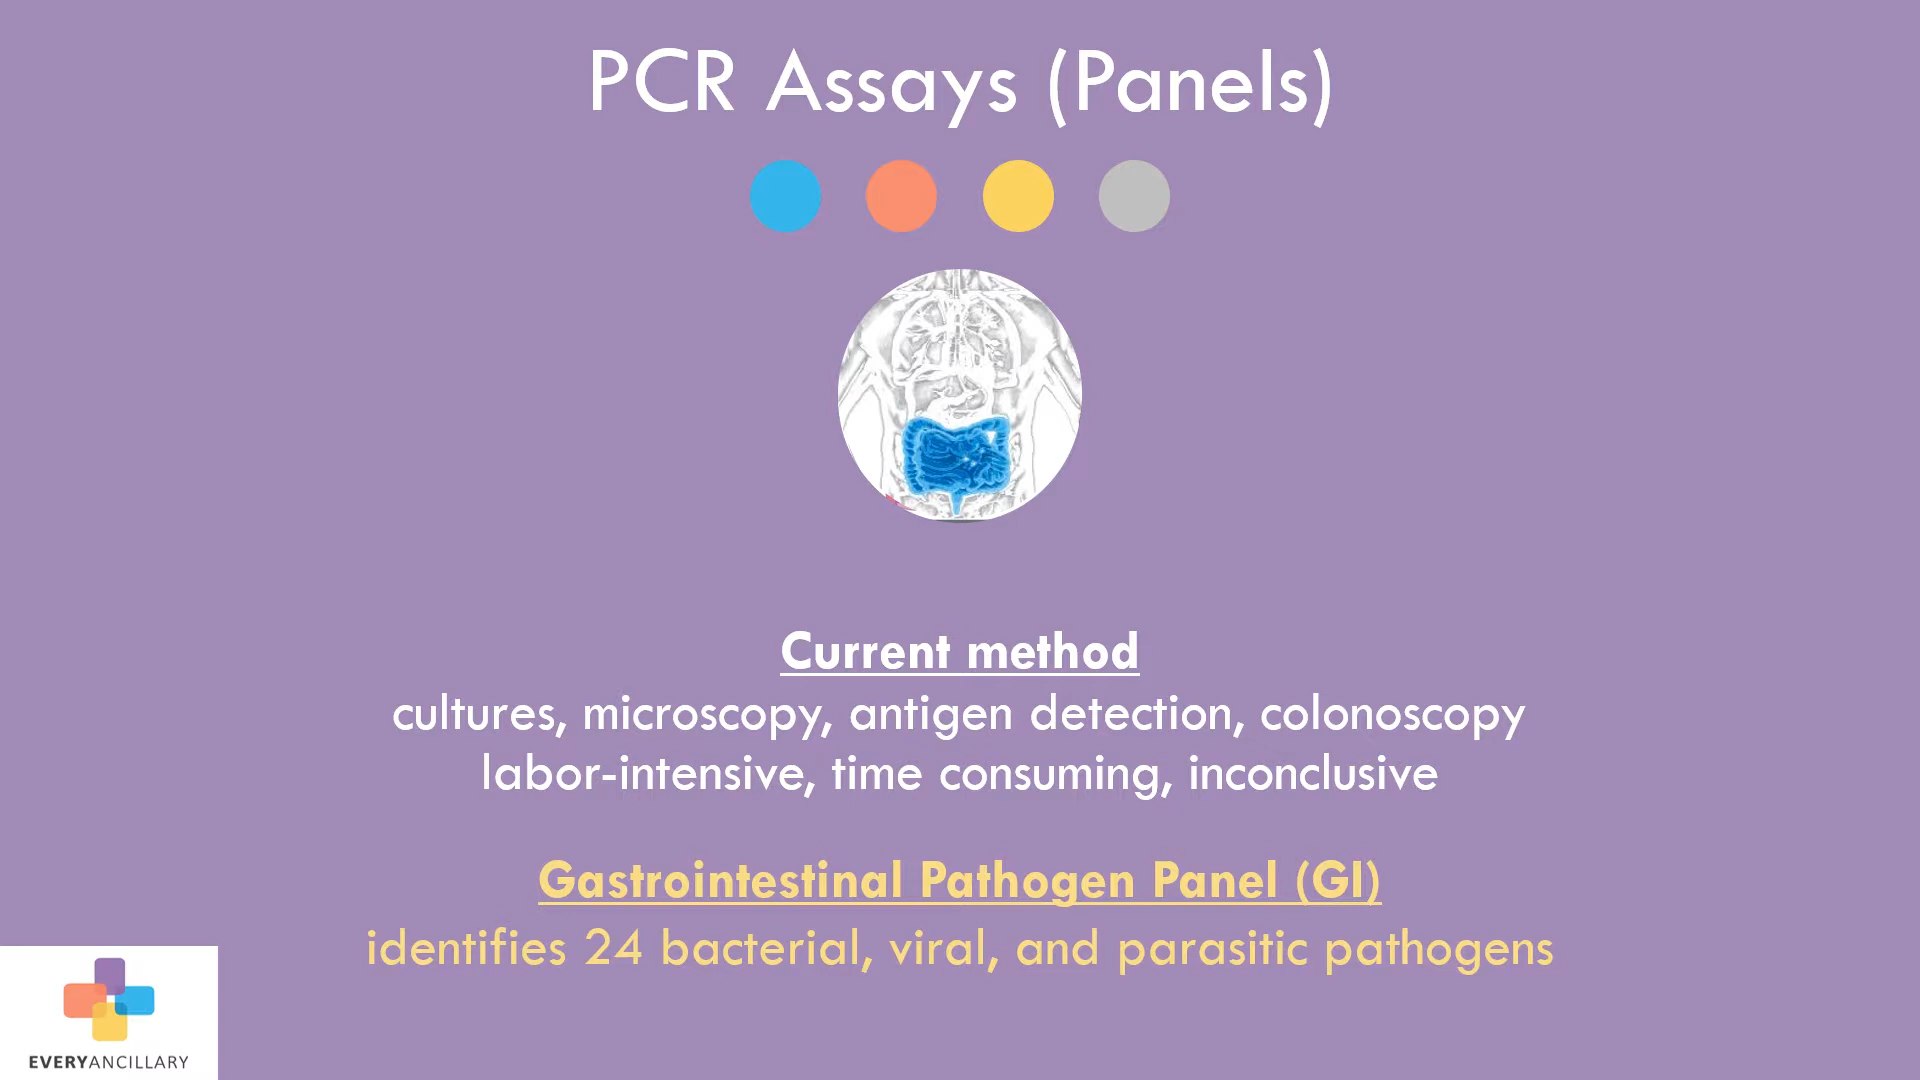 PCR Assays (Panels)
Current method
cultures, microscopy, antigen detection, colonoscopy
labor-intensive, time consuming, inconclusive
Gastrointestinal Pathogen Panel (GI)
identifies 24 bacterial, viral, and parasitic pathogens
EVERYANCILLARY